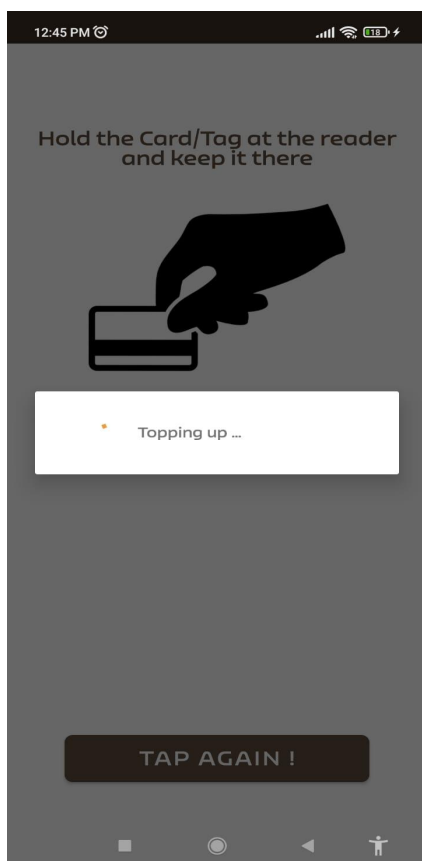 12:45 PM
18
Hold the Card/Tag at the reader
and keep it there
Topping up ...
TAP AGAIN !